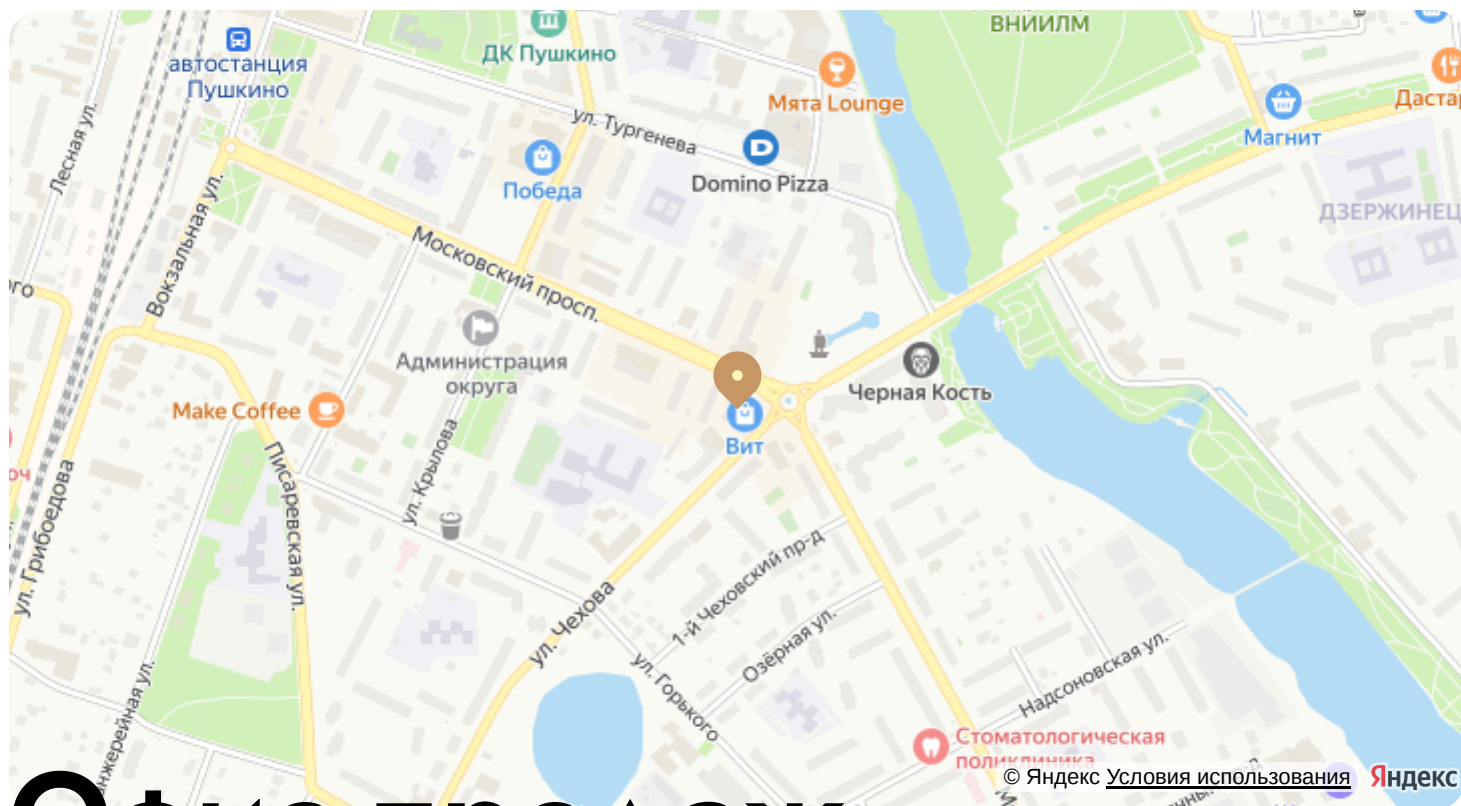 ВНИИЛМ
ДК Пушкино
автостанция
Пушкино
Мята Lounge
Магнит
Лесная ул.
ул. Тургенева
Победа
Domino Pizza
ДЗЕРЖИНЕЦ
Вокзальная ул.
Московский просп.
Администрация
округа
Черная Кость
Make Coffee
Вит
Писаревская ул.
ул. Крылова
ул. Грибоедова
1-й Чеховский пр-д
ул. Чехова
Озёрная ул.
ул. Горького
Надсоновская ул.
Стоматологическая
поликлиника
© Яндекс Условия использования
Яндекс